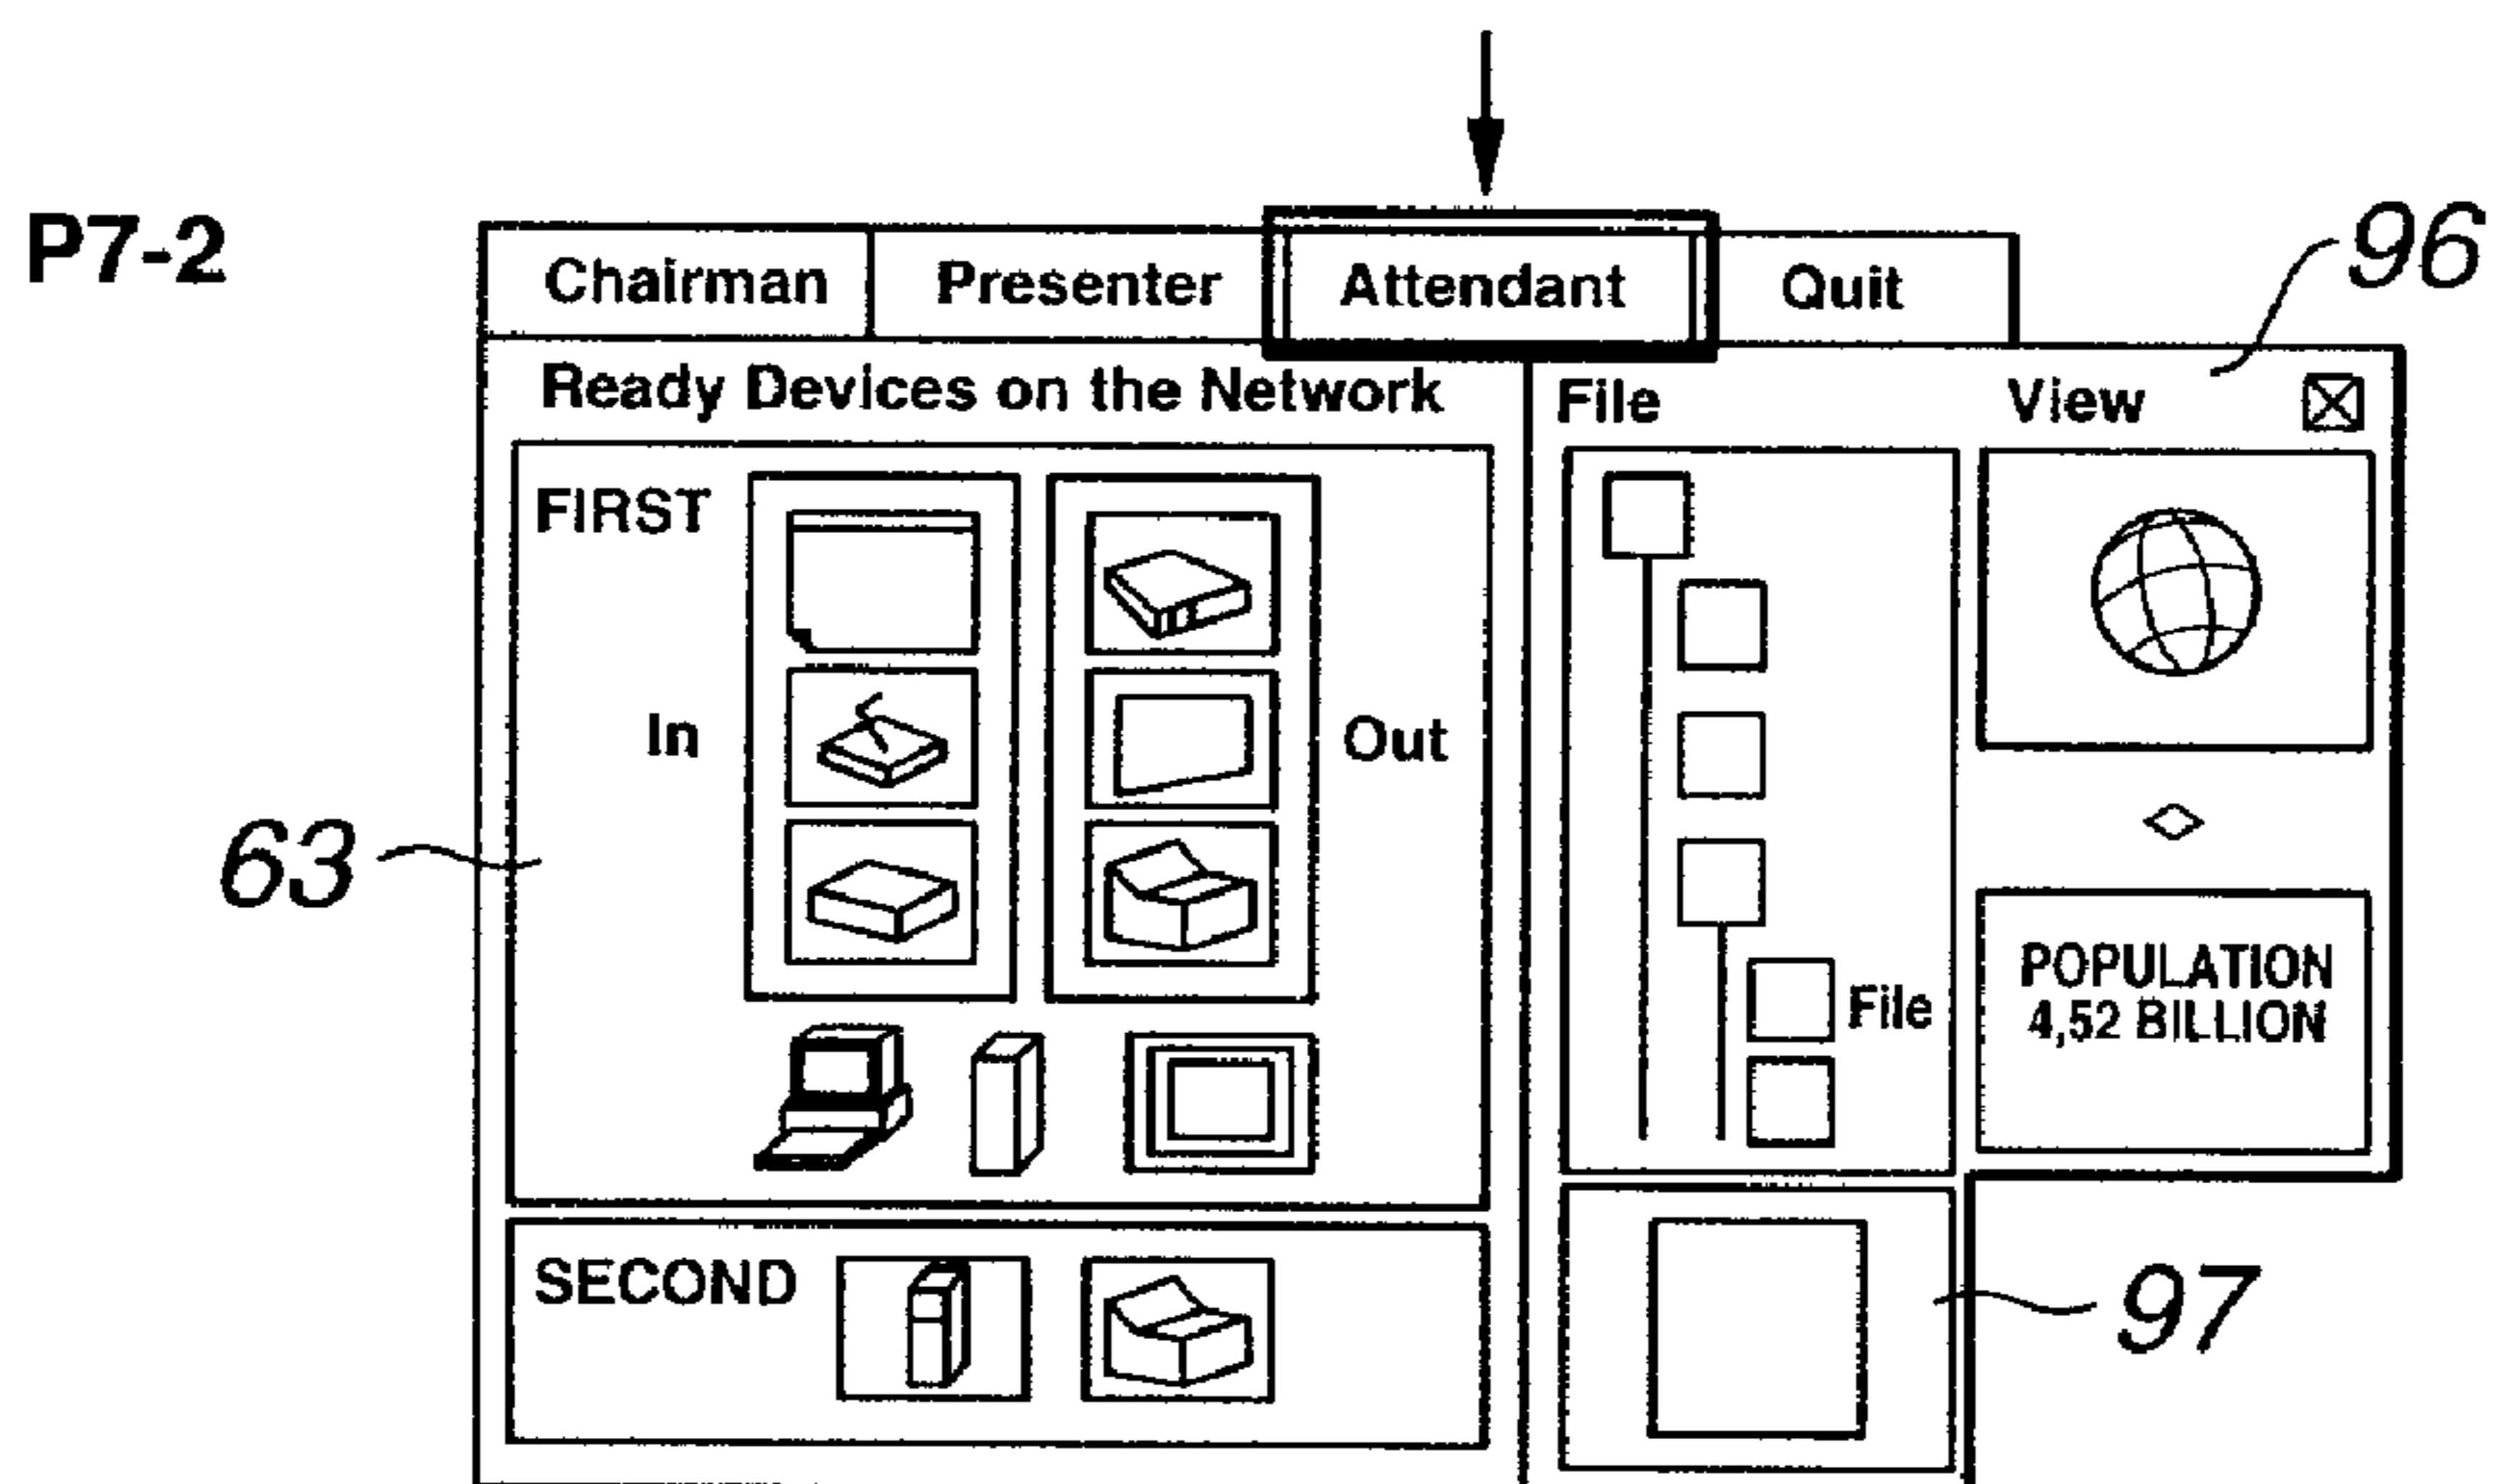 P7-2
Chairman Presenter Attendant Quit
96
Ready Devices on the Network
File View
FIRST
In
Out
63
File
POPULATION
4,52 BILLION
SECOND
97